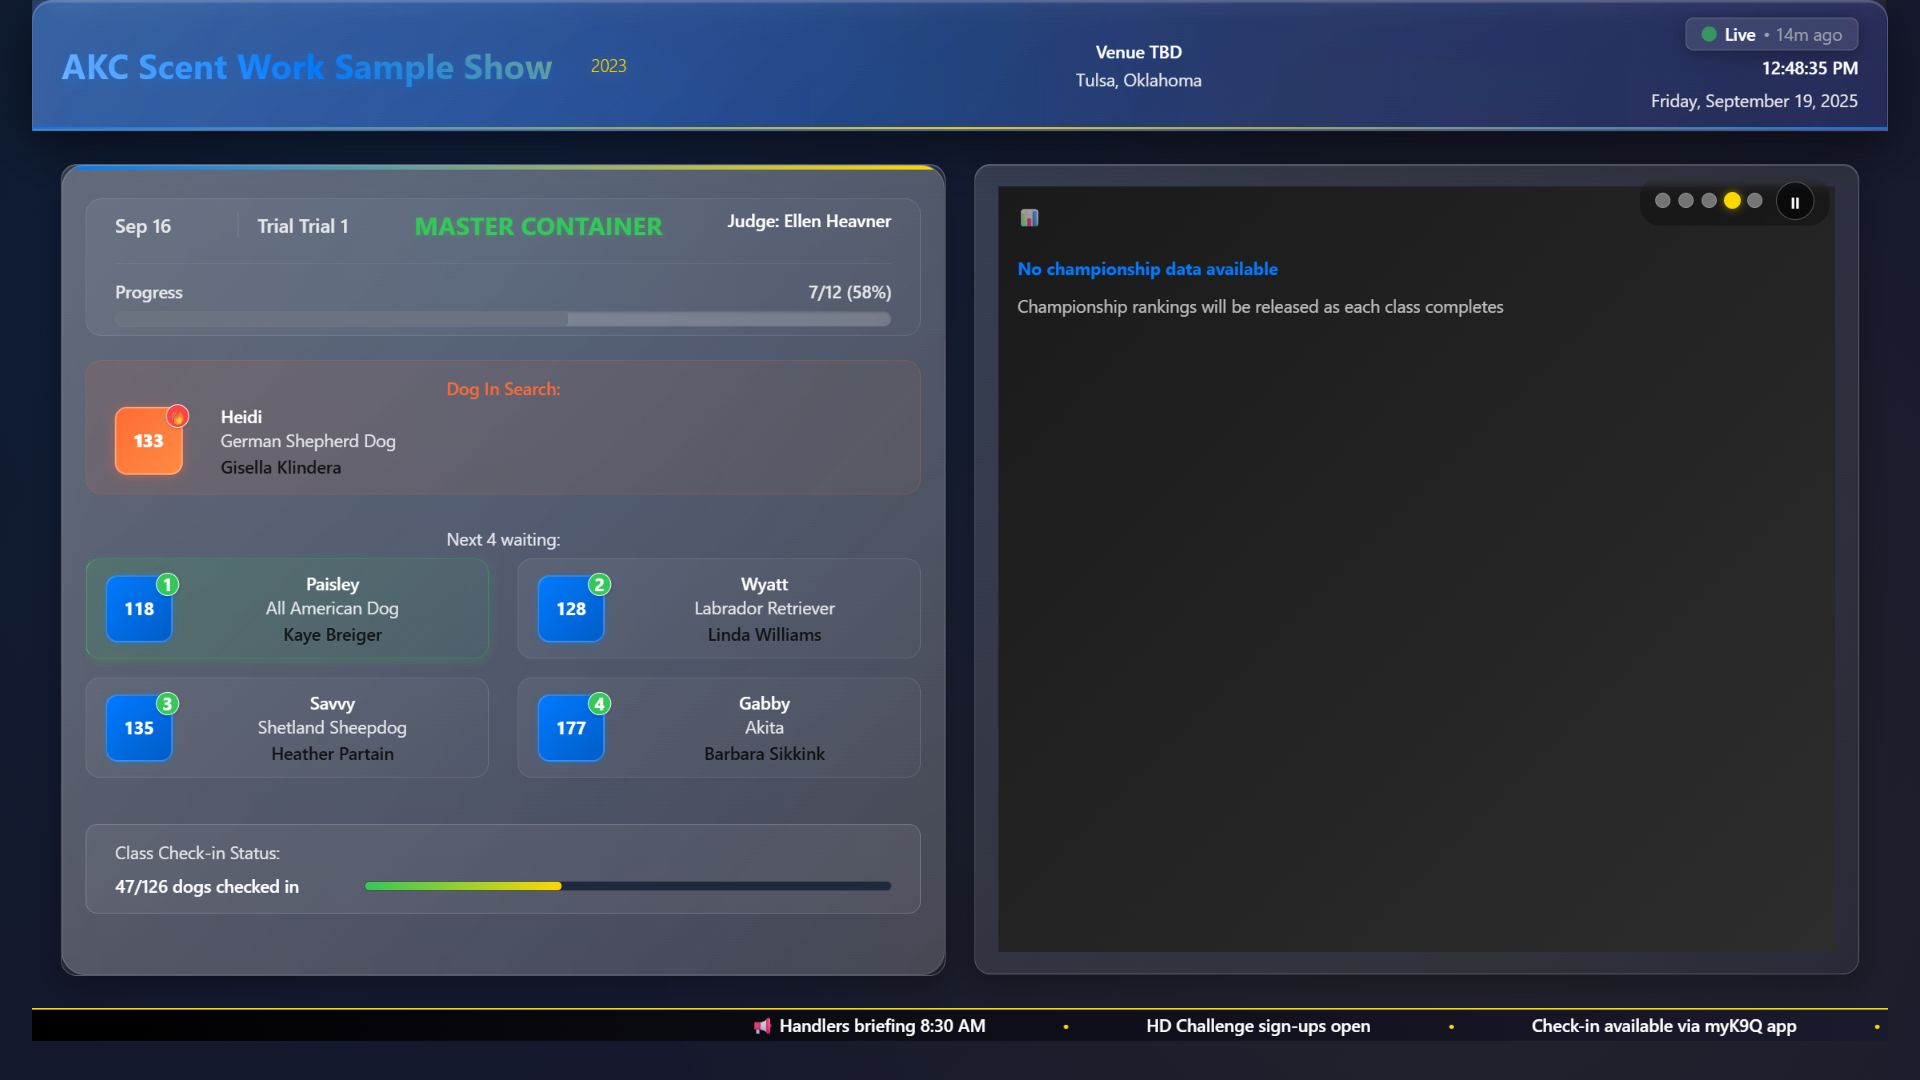 AKC Scent Work Sample Show 2023
Venue TBD
Tulsa, Oklahoma
Live • 14m ago
12:48:35 PM
Friday, September 19, 2025
Sep 16
Trial Trial 1
MASTER CONTAINER
Judge: Ellen Heavner
Progress
7/12 (58%)
Dog In Search:
133
Heidi
German Shepherd Dog
Gisella Klindera
Next 4 waiting:
118
1
Paisley
All American Dog
Kaye Breiger
128
2
Wyatt
Labrador Retriever
Linda Williams
135
3
Savvy
Shetland Sheepdog
Heather Partain
177
4
Gabby
Akita
Barbara Sikkink
Class Check-in Status:
47/126 dogs checked in
No championship data available
Championship rankings will be released as each class completes
Handlers briefing 8:30 AM • HD Challenge sign-ups open • Check-in available via myK9Q app •